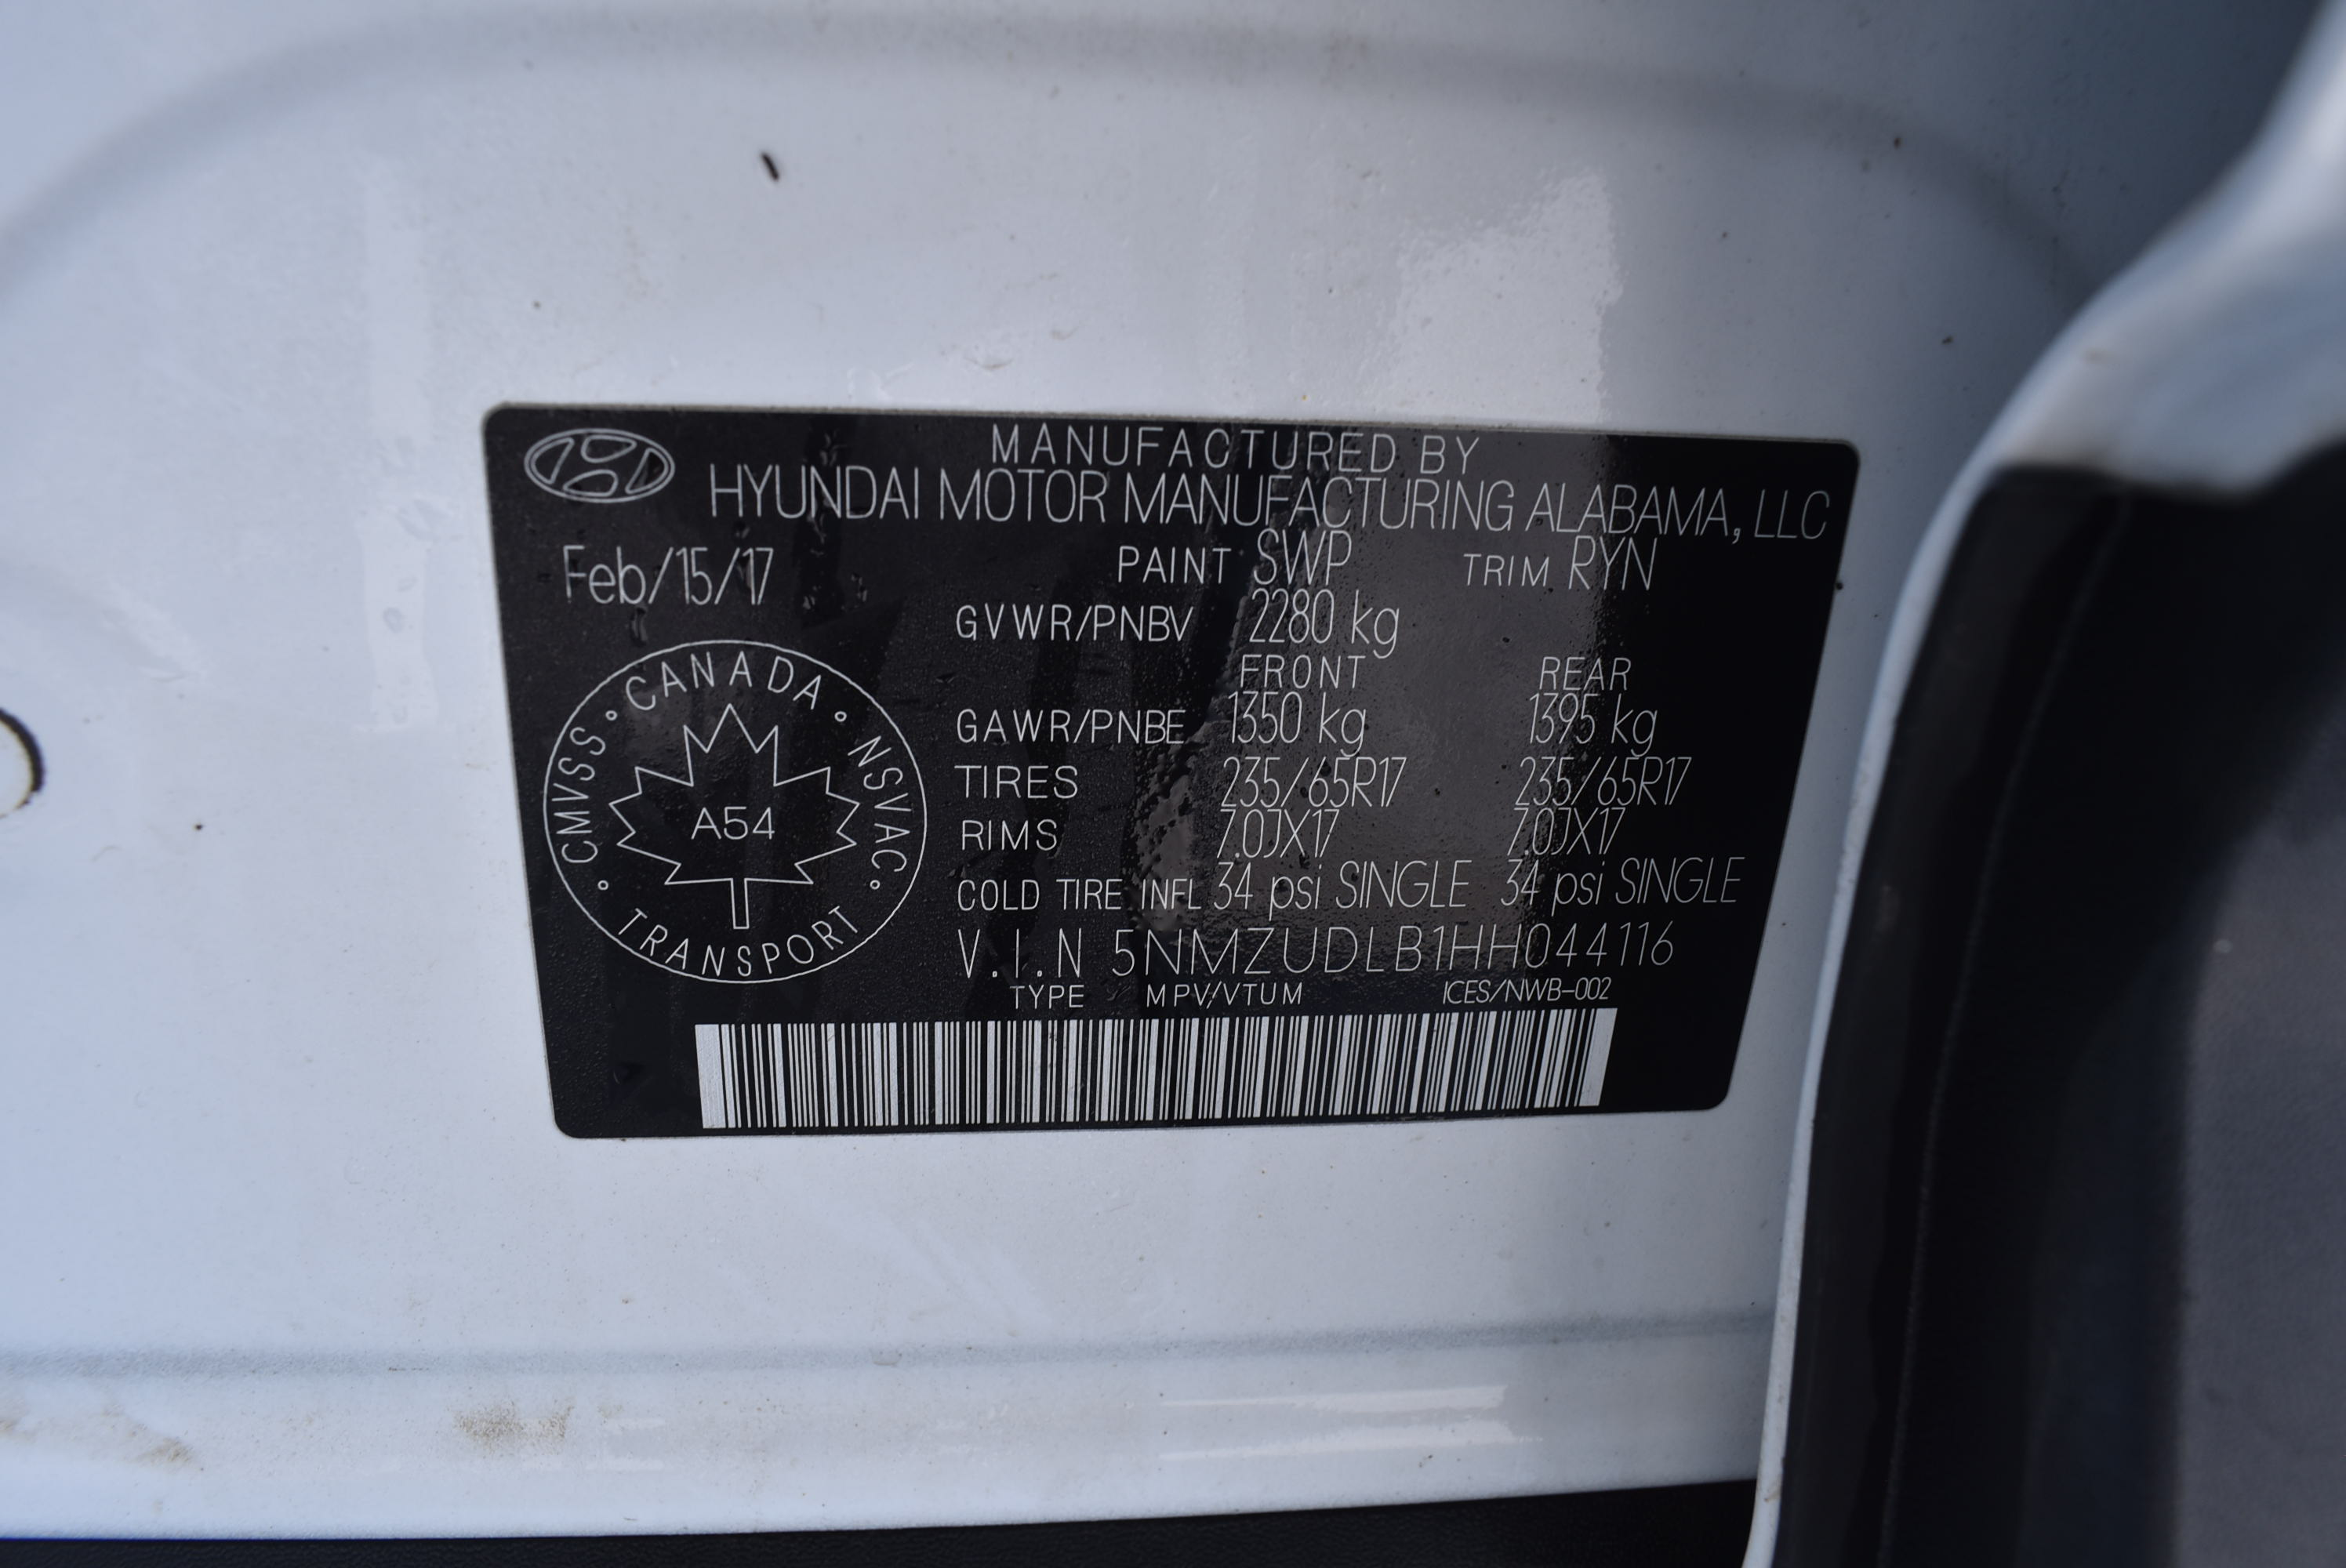 MANUFACTURED BY
HYUNDAI MOTOR MANUFACTURING ALABAMA, LLC
Feb/15/17 PAINT SWP TRIM RYN
GVWR/PNBV 2280 kg
FRONT REAR
GAWR/PNBE 1350 kg 1395 kg
TIRES 235/65R17 235/65R17
RIMS 7.0JX17 7.0JX17
COLD TIRE INFL 34 psi SINGLE 34 psi SINGLE
V.I.N 5NMZUDLB1HH044116
TYPE MPV/VTUM ICES/NWB-002
CANADA
CMVSS
NSVAC
A54
TRANSPORT